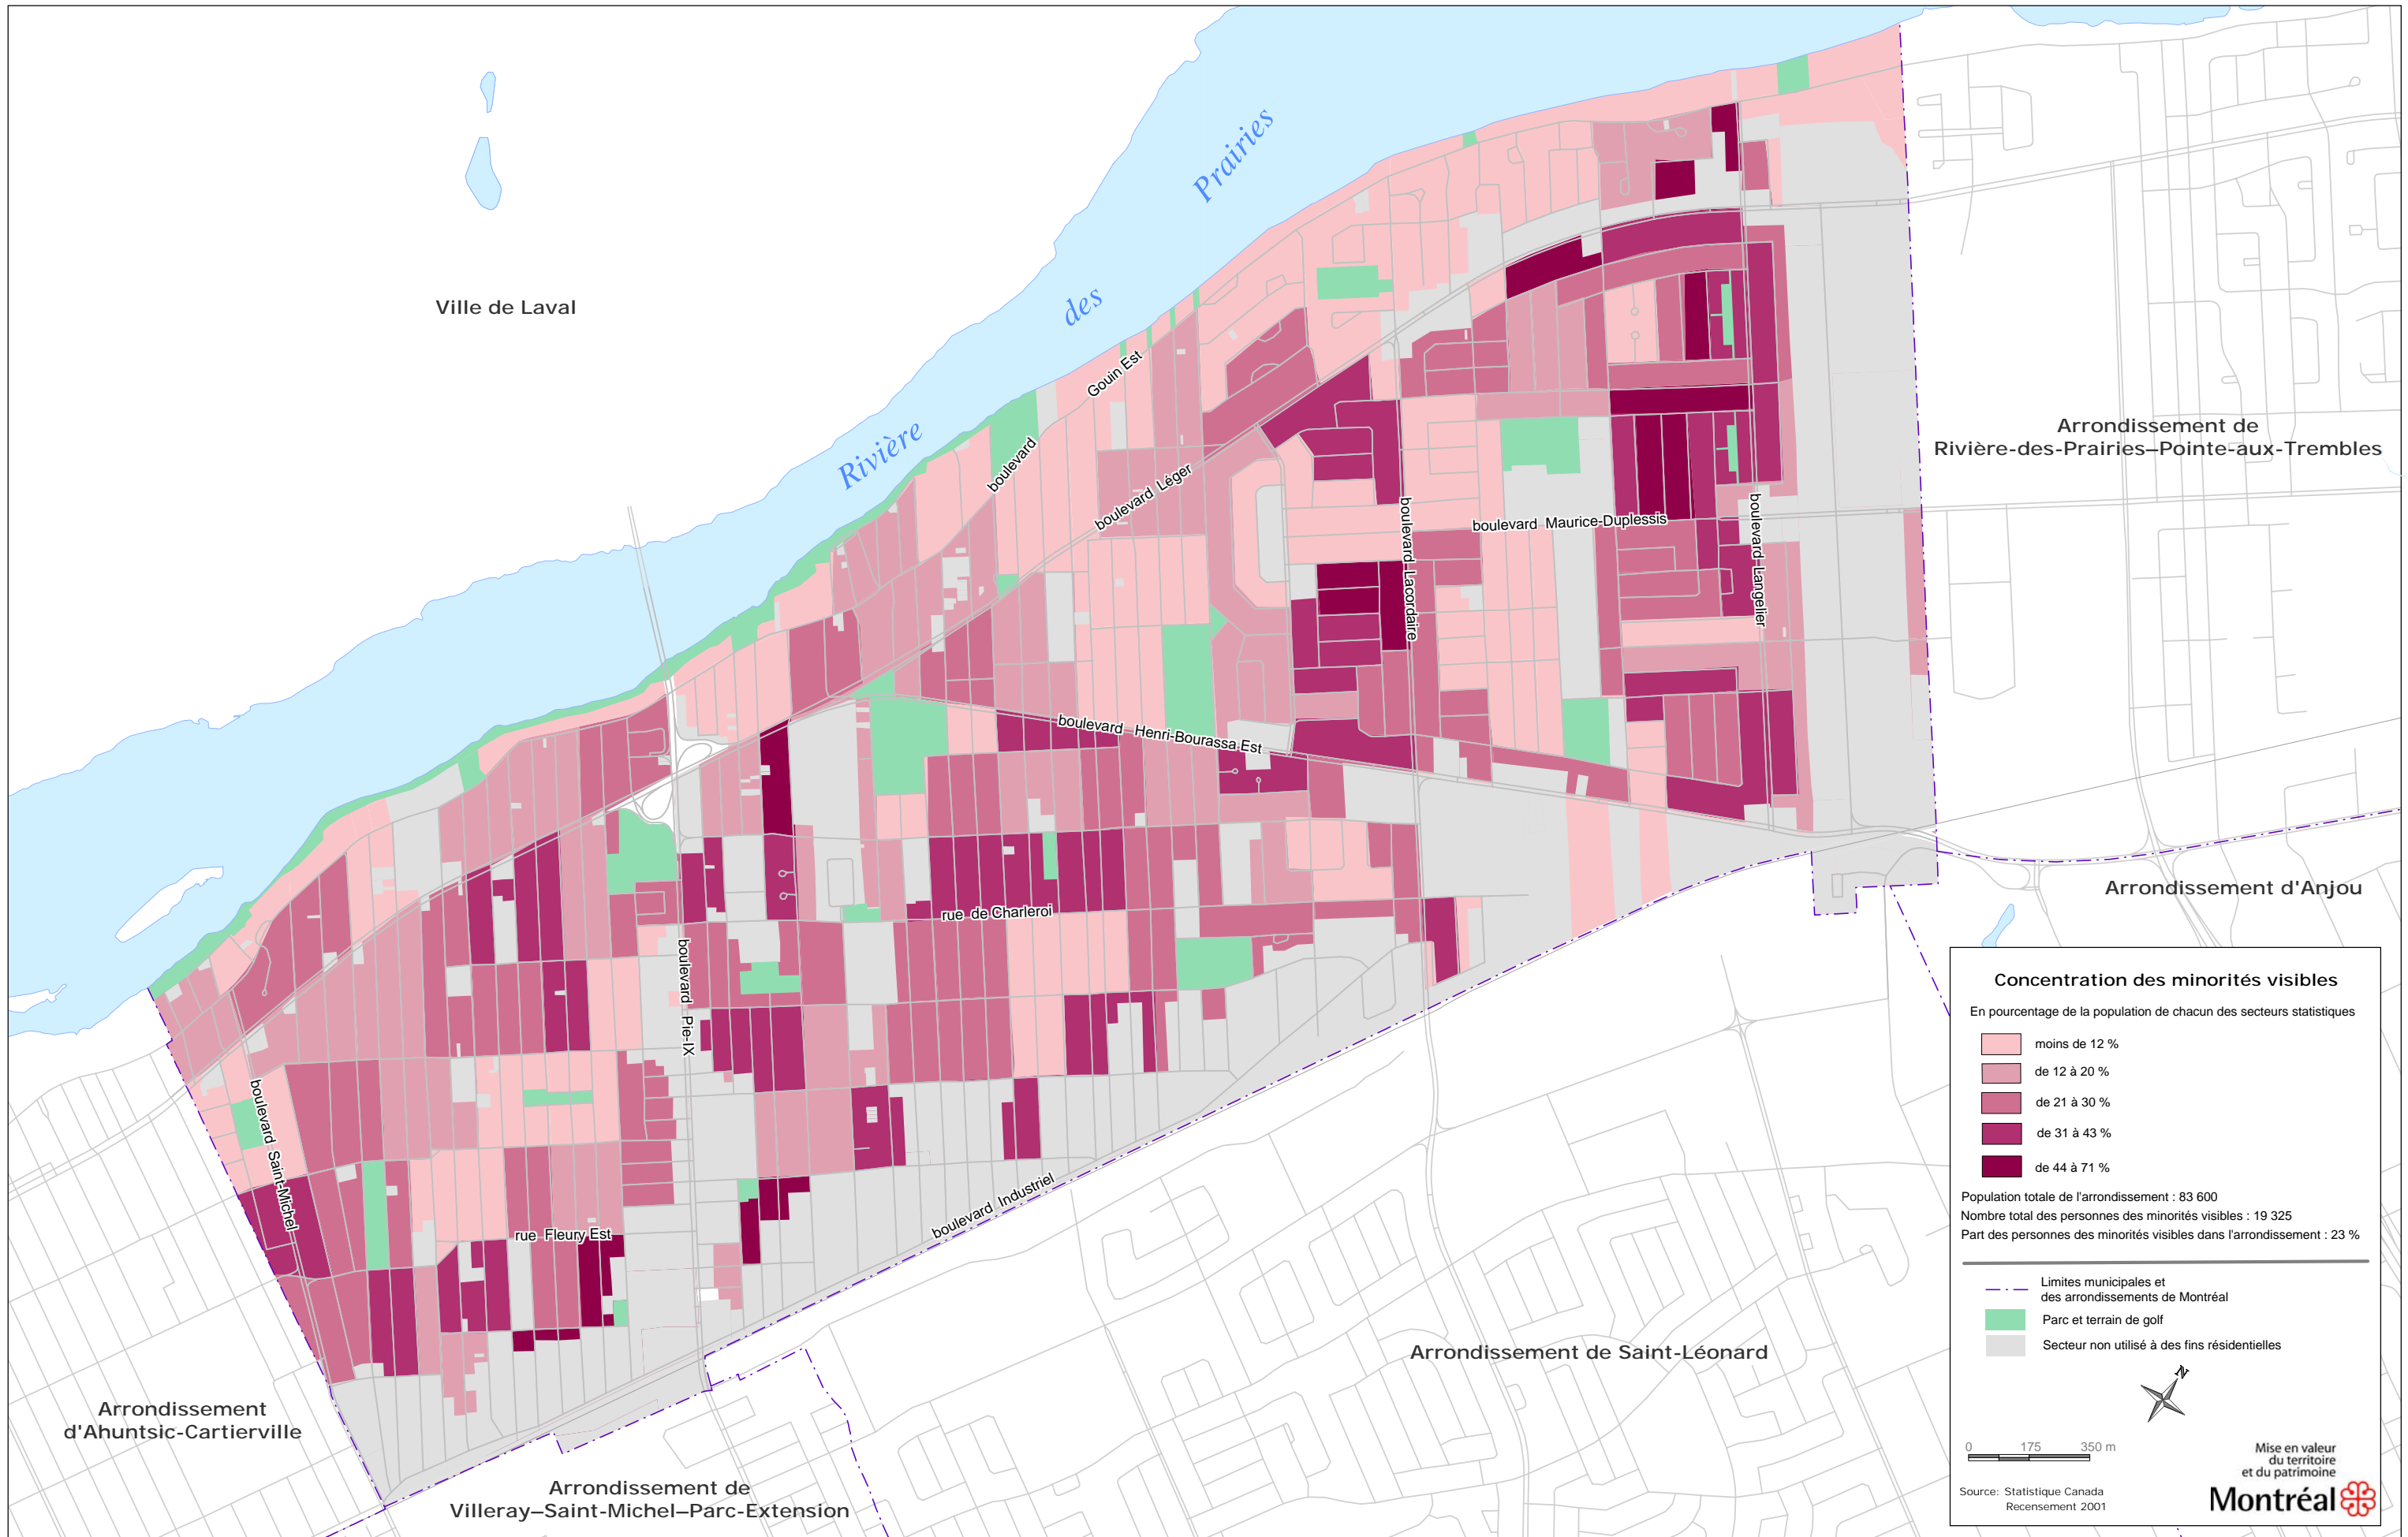 Ville de Laval
Rivière
des
Prairies
boulevard
Gouin Est
boulevard Léger
boulevard Maurice-Duplessis
boulevard Lacordaire
boulevard Langelier
boulevard Henri-Bourassa Est
rue de Charleroi
boulevard Pie-IX
boulevard Saint-Michel
rue Fleury Est
boulevard Industriel
Arrondissement de
Rivière-des-Prairies–Pointe-aux-Trembles
Arrondissement d'Anjou
Arrondissement de Saint-Léonard
Arrondissement
d'Ahuntsic-Cartierville
Arrondissement de
Villeray–Saint-Michel–Parc-Extension
Concentration des minorités visibles
En pourcentage de la population de chacun des secteurs statistiques
moins de 12 %
de 12 à 20 %
de 21 à 30 %
de 31 à 43 %
de 44 à 71 %
Population totale de l'arrondissement : 83 600
Nombre total des personnes des minorités visibles : 19 325
Part des personnes des minorités visibles dans l'arrondissement : 23 %
Limites municipales et
des arrondissements de Montréal
Parc et terrain de golf
Secteur non utilisé à des fins résidentielles
N
0 175 350 m
Mise en valeur
du territoire
et du patrimoine
Source: Statistique Canada
Recensement 2001
Montréal